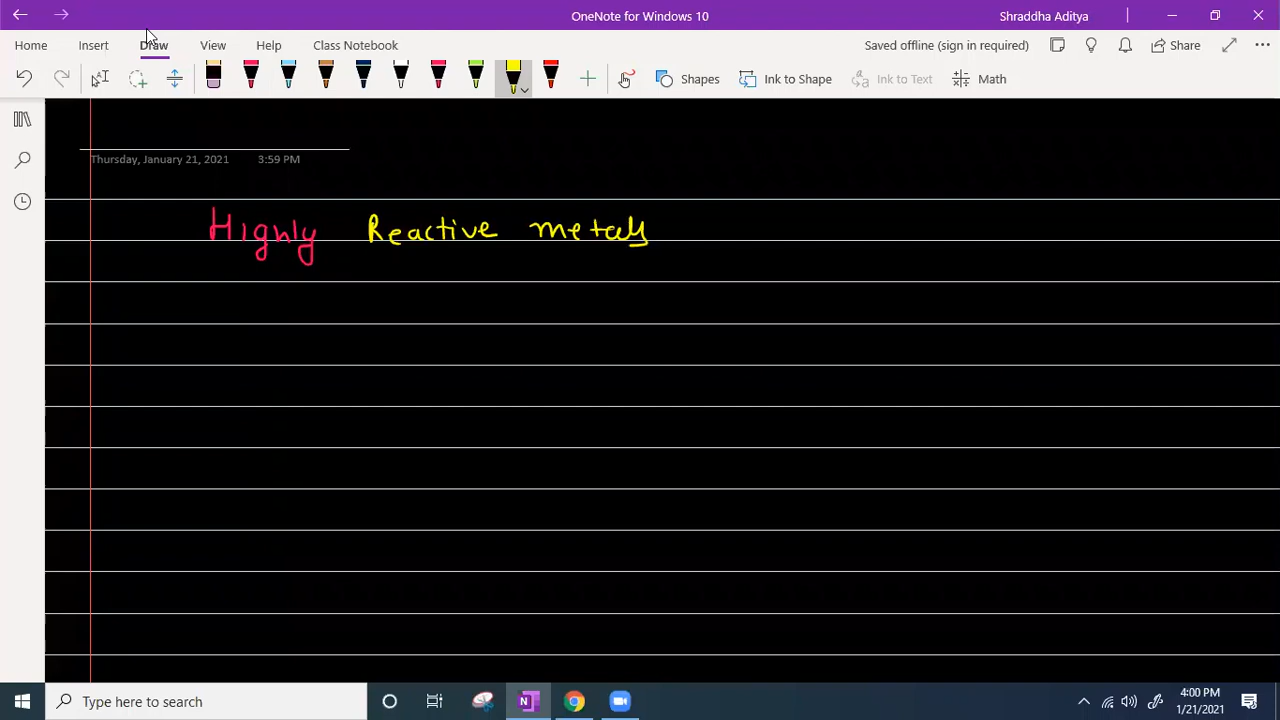 OneNote for Windows 10
Shraddha Aditya
Home Insert Draw View Help Class Notebook
Saved offline (sign in required) Share
Shapes Ink to Shape Ink to Text Math
Thursday, January 21, 2021 3:59 PM
Highly Reactive metals
Type here to search
4:00 PM
1/21/2021